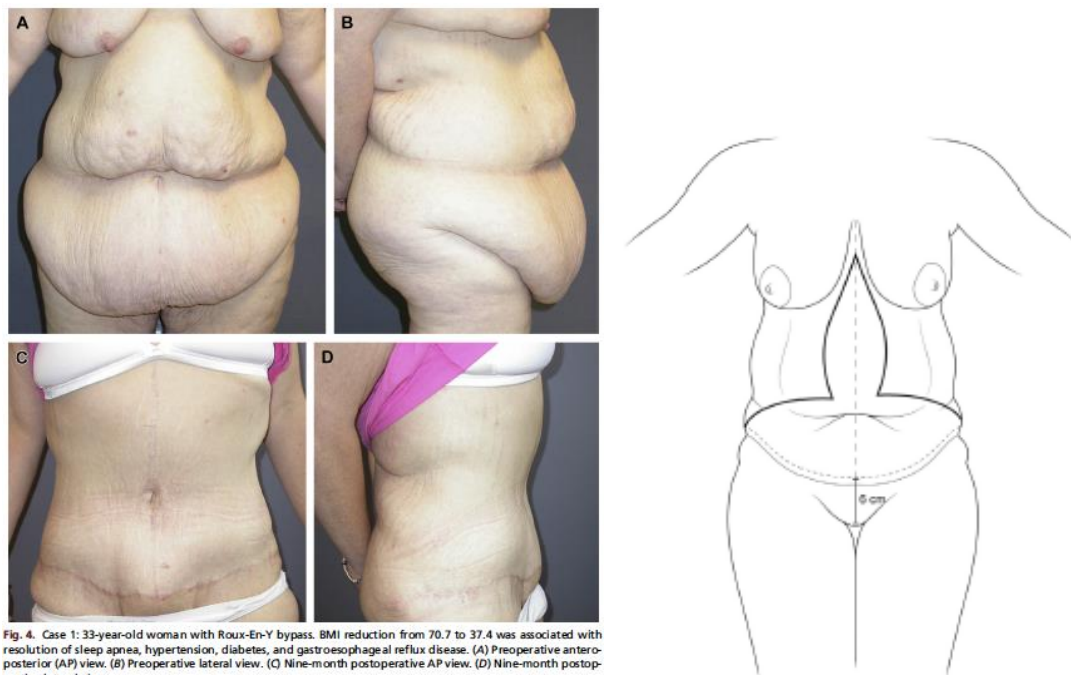 A
B
C
D
Fig. 4. Case 1: 33-year-old woman with Roux-En-Y bypass. BMI reduction from 70.7 to 37.4 was associated with
resolution of sleep apnea, hypertension, diabetes, and gastroesophageal reflux disease. (A) Preoperative antero-
posterior (AP) view. (B) Preoperative lateral view. (C) Nine-month postoperative AP view. (D) Nine-month postop-
6 cm